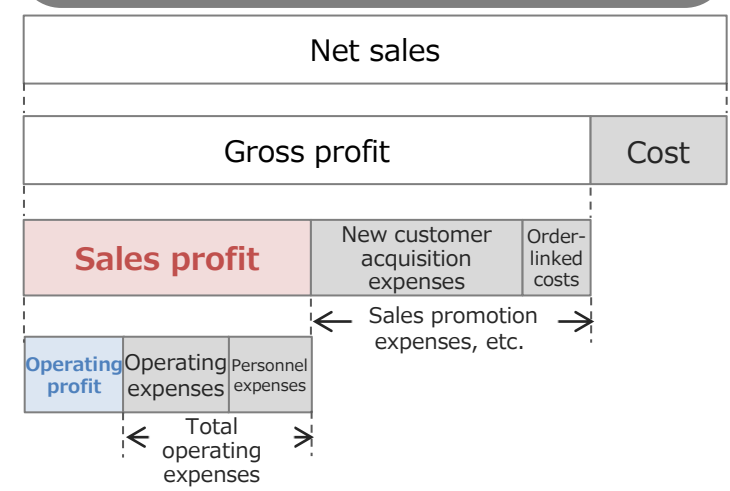 Net sales
Gross profit
Cost
Sales profit
New customer
acquisition
expenses
Order-
linked
costs
Sales promotion
expenses, etc.
Operating
profit
Operating
expenses
Personnel
expenses
Total
operating
expenses